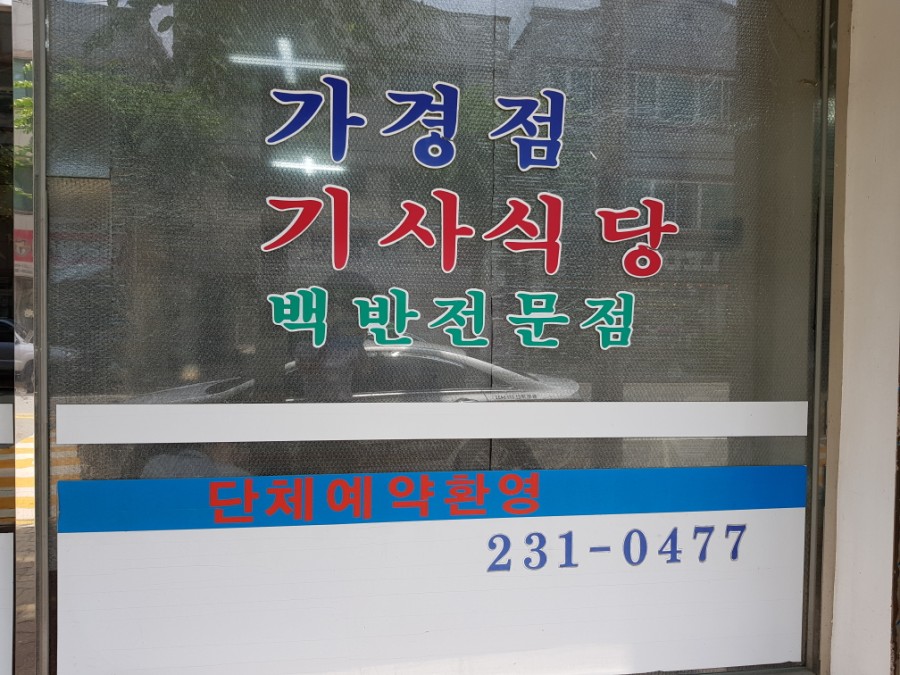 가경점
기사식당
백반전문점
단체예약환영
231-0477